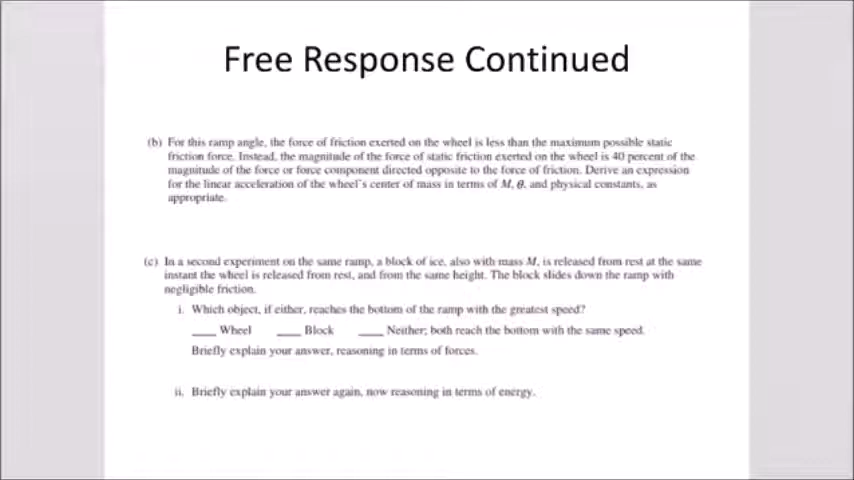 Free Response Continued
(b) For this ramp angle, the force of friction exerted on the wheel is less than the maximum possible static
friction force. Instead, the magnitude of the force of static friction exerted on the wheel is 40 percent of the
magnitude of the force or force component directed opposite to the force of friction. Derive an expression
for the linear acceleration of the wheel's center of mass in terms of M, θ, and physical constants, as
appropriate.
(c) In a second experiment on the same ramp, a block of ice, also with mass M, is released from rest at the same
instant the wheel is released from rest, and from the same height. The block slides down the ramp with
negligible friction.
i. Which object, if either, reaches the bottom of the ramp with the greatest speed?
____ Wheel ____ Block ____ Neither; both reach the bottom with the same speed.
Briefly explain your answer, reasoning in terms of forces.
ii. Briefly explain your answer again, now reasoning in terms of energy.